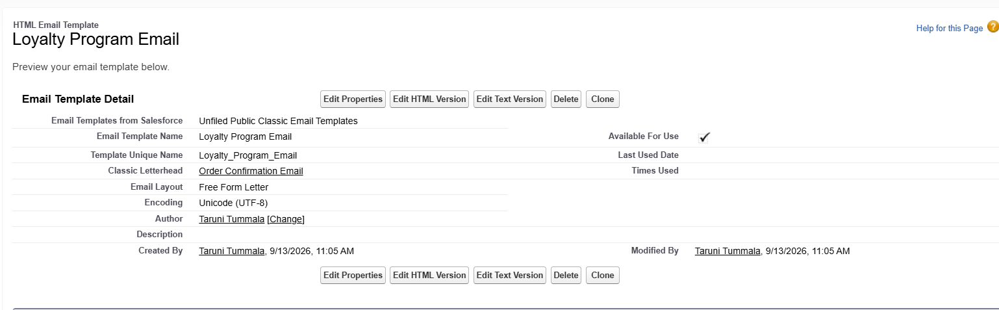 HTML Email Template
Loyalty Program Email
Help for this Page ?
Preview your email template below.
Email Template Detail
Edit Properties Edit HTML Version Edit Text Version Delete Clone
Email Templates from Salesforce Unfiled Public Classic Email Templates
Email Template Name Loyalty Program Email Available For Use
Template Unique Name Loyalty_Program_Email Last Used Date
Classic Letterhead Order Confirmation Email Times Used
Email Layout Free Form Letter
Encoding Unicode (UTF-8)
Author Taruni Tummala [Change]
Description
Created By Taruni Tummala, 9/13/2026, 11:05 AM Modified By Taruni Tummala, 9/13/2026, 11:05 AM
Edit Properties Edit HTML Version Edit Text Version Delete Clone